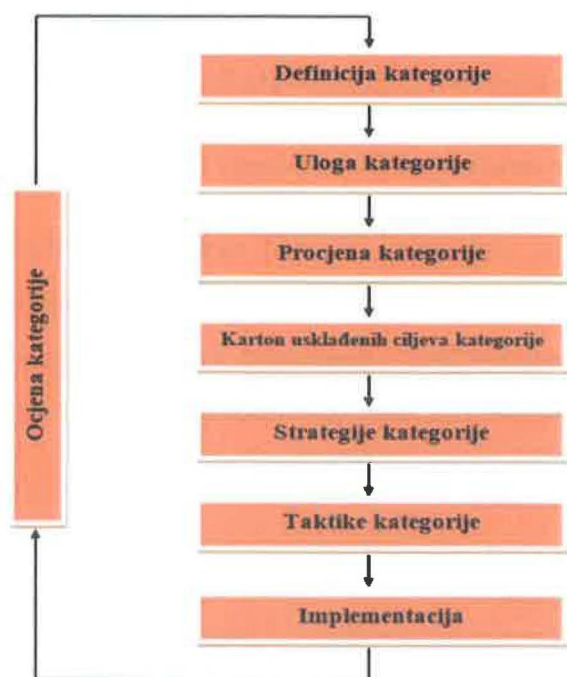 Definicija kategorije
Uloga kategorije
Procjena kategorije
Karton usklađenih ciljeva kategorije
Strategije kategorije
Taktike kategorije
Implementacija
Ocjena kategorije